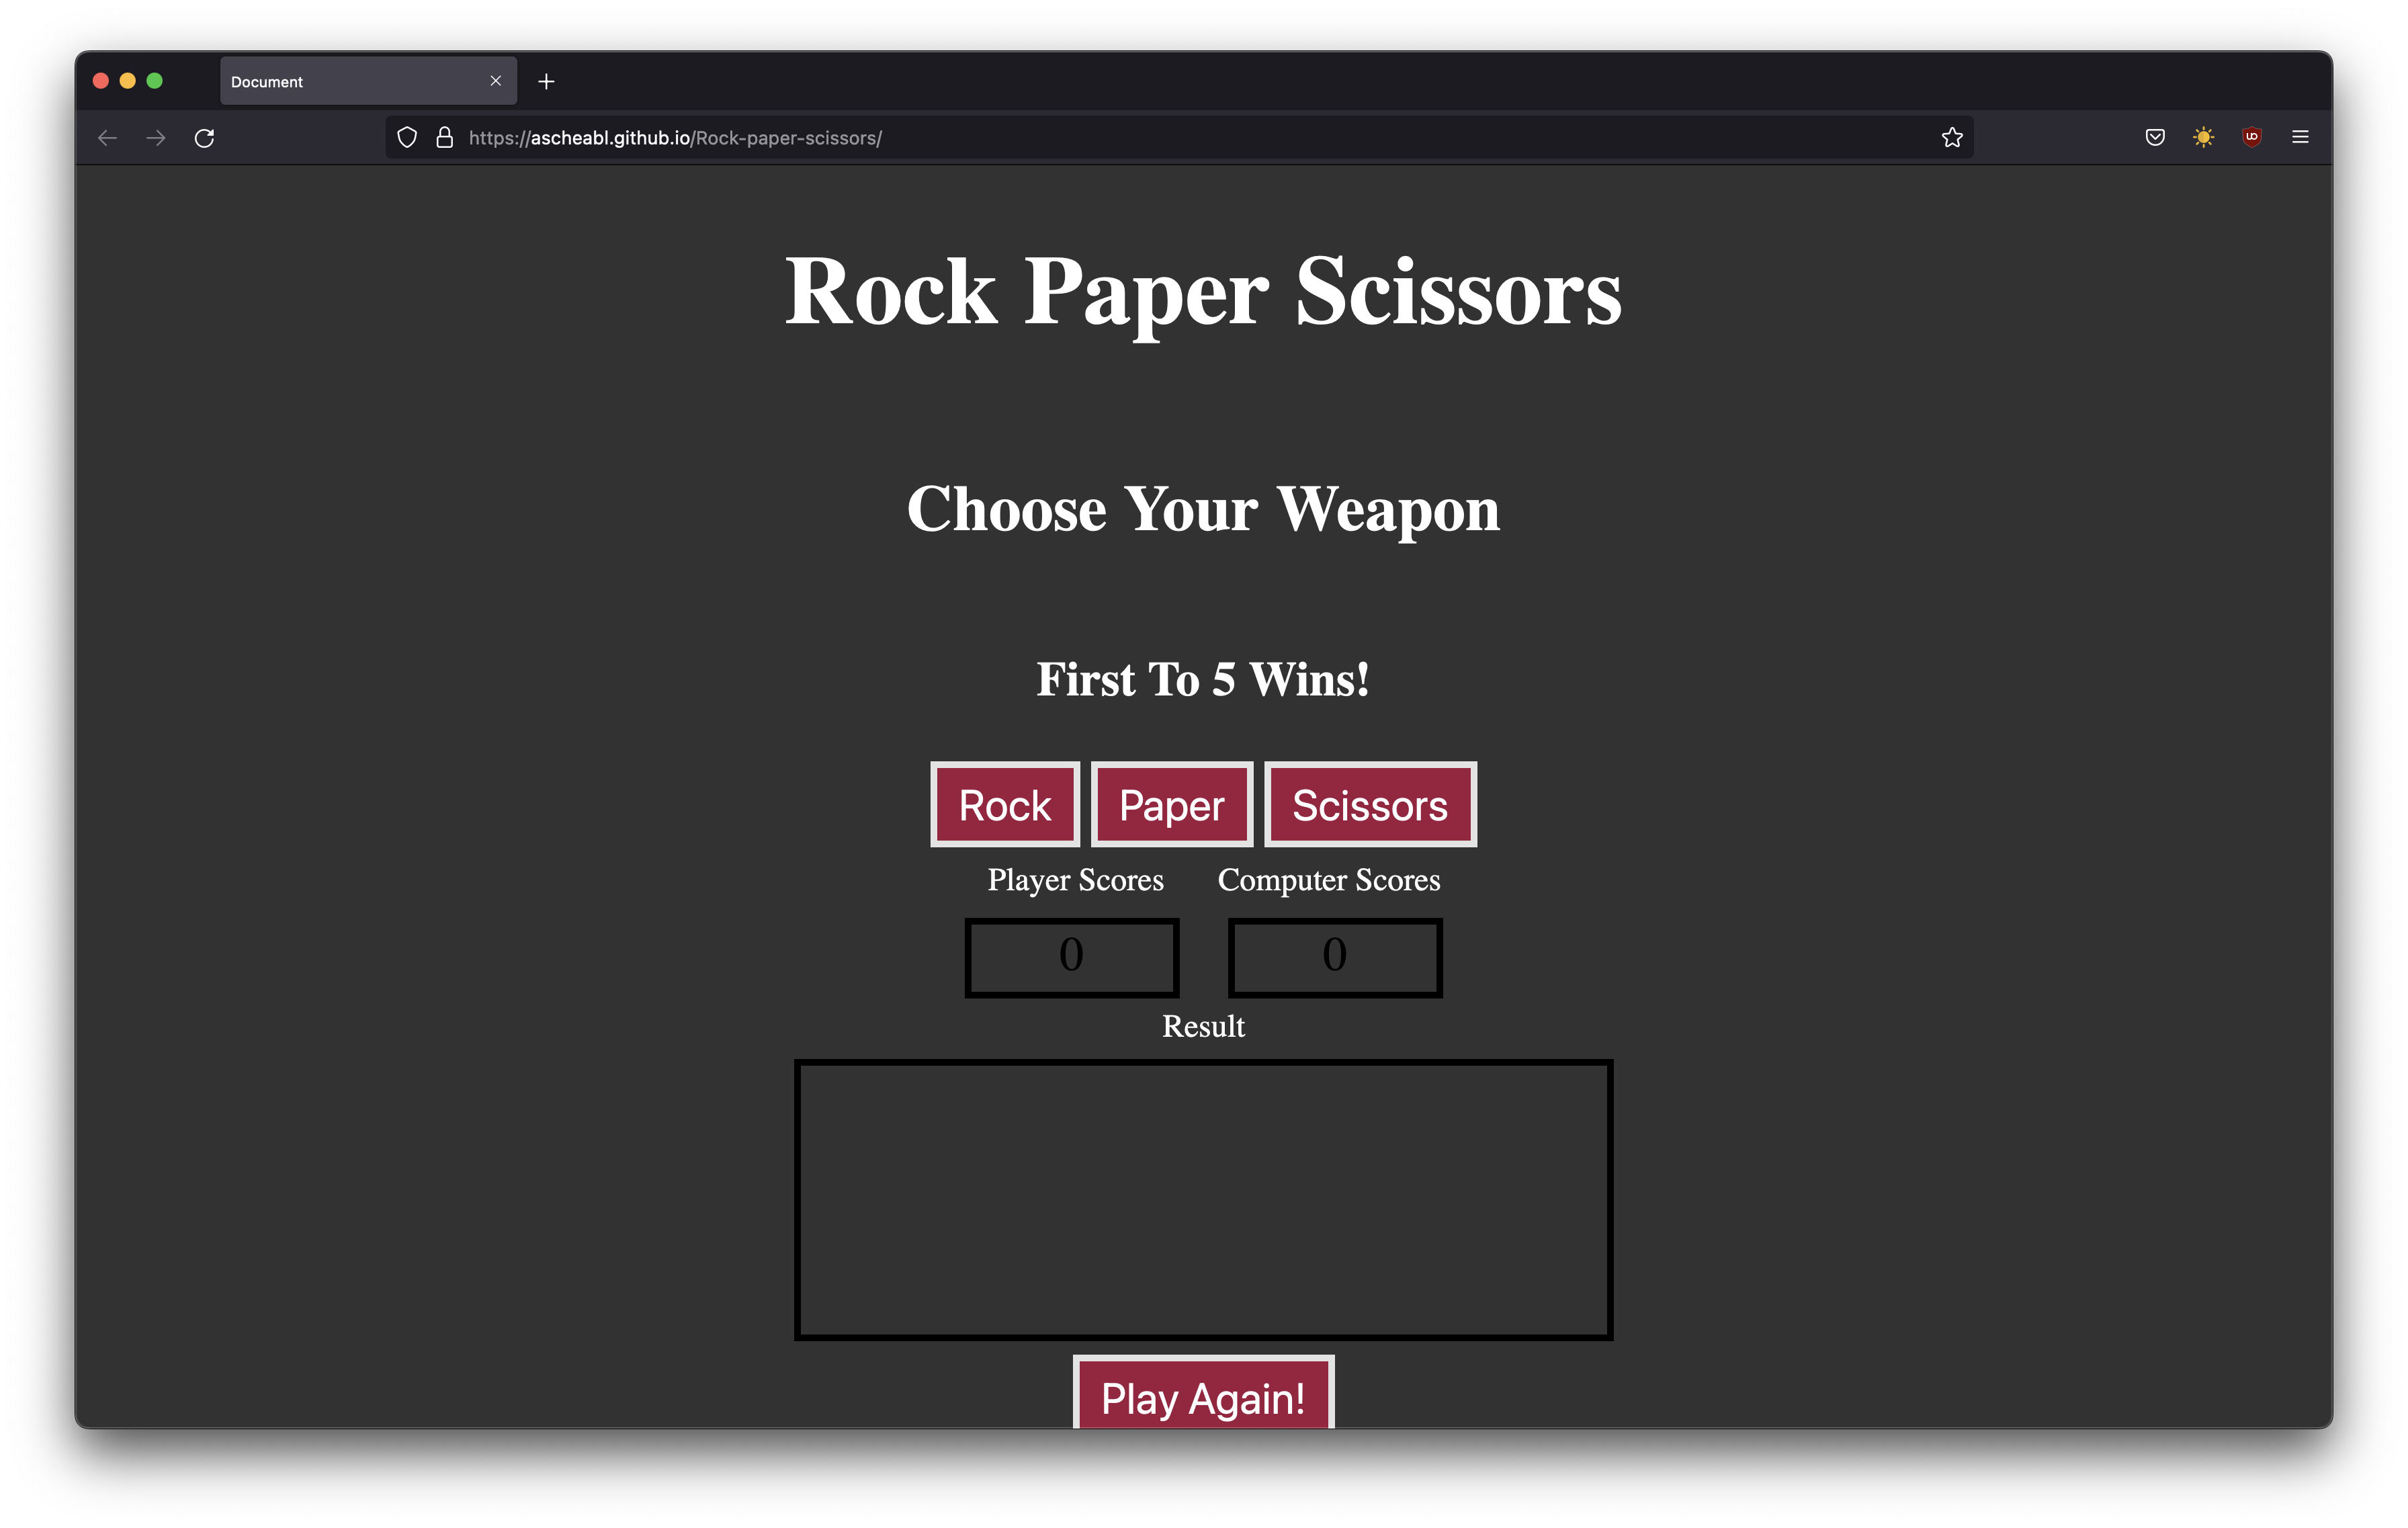 Document
https://ascheabl.github.io/Rock-paper-scissors/
Rock Paper Scissors
Choose Your Weapon
First To 5 Wins!
Rock Paper Scissors
Player Scores Computer Scores
0 0
Result
Play Again!